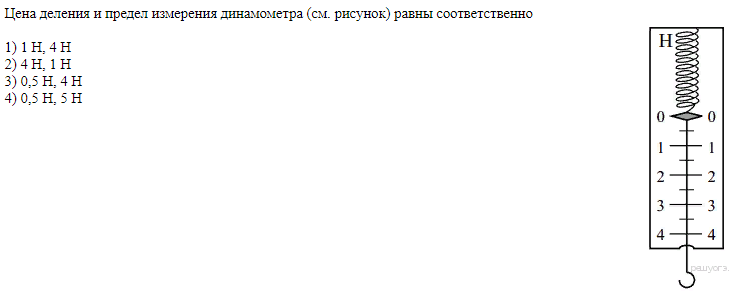 Цена деления и предел измерения динамометра (см. рисунок) равны соответственно
1) 1 Н, 4 Н
2) 4 Н, 1 Н
3) 0,5 Н, 4 Н
4) 0,5 Н, 5 Н
Н
0 0
1 1
2 2
3 3
4 4
решуогэ.